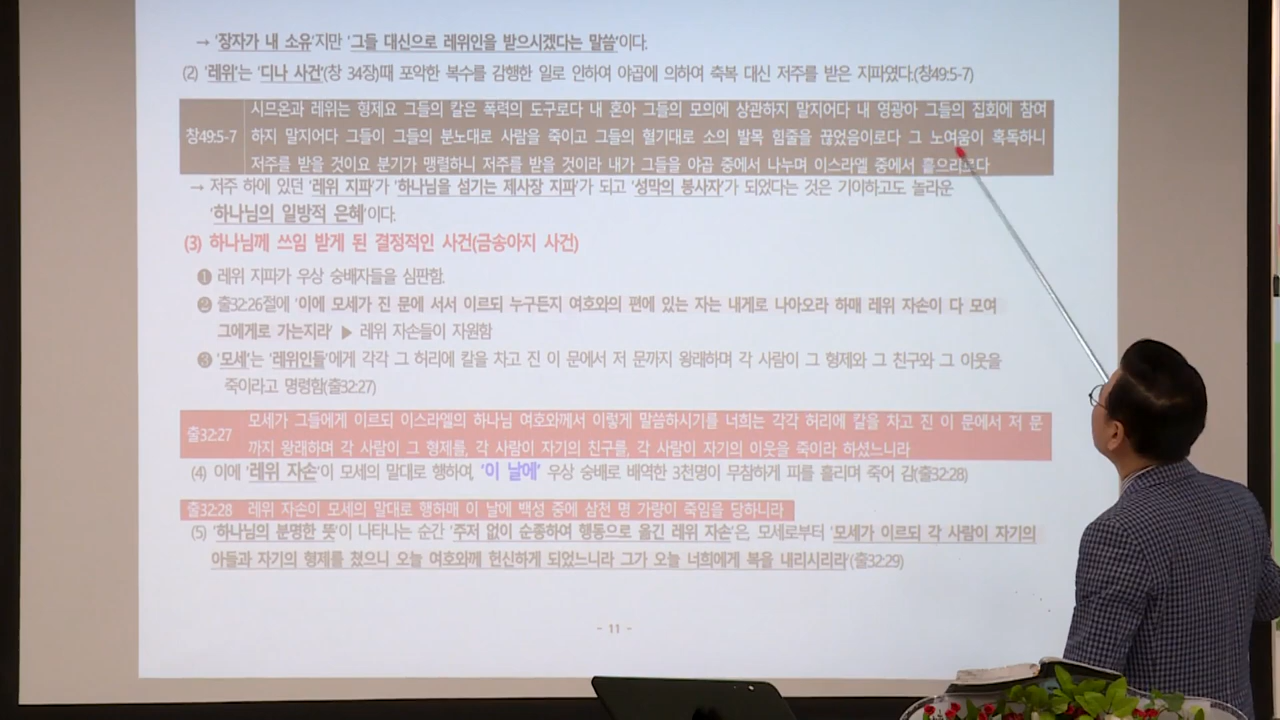 → '장자가 내 소유'지만 '그들 대신으로 레위인을 받으시겠다는 말씀'이다.
(2) '레위'는 '디나 사건'(창 34장)때 포악한 복수를 감행한 일로 인하여 야곱에 의하여 축복 대신 저주를 받은 지파였다.(창49:5-7)
시므온과 레위는 형제요 그들의 칼은 폭력의 도구로다 내 혼아 그들의 모의에 상관하지 말지어다 내 영광아 그들의 집회에 참여
창49:5-7 하지 말지어다 그들이 그들의 분노대로 사람을 죽이고 그들의 혈기대로 소의 발목 힘줄을 끊었음이로다 그 노여움이 혹독하니
저주를 받을 것이요 분기가 맹렬하니 저주를 받을 것이라 내가 그들을 야곱 중에서 나누며 이스라엘 중에서 흩으리로다
→ 저주 하에 있던 '레위 지파'가 '하나님을 섬기는 제사장 지파'가 되고 '성막의 봉사자'가 되었다는 것은 기이하고도 놀라운
'하나님의 일방적 은혜'이다.
(3) 하나님께 쓰임 받게 된 결정적인 사건(금송아지 사건)
❶ 레위 지파가 우상 숭배자들을 심판함.
❷ 출32:26절에 '이에 모세가 진 문에 서서 이르되 누구든지 여호와의 편에 있는 자는 내게로 나아오라 하매 레위 자손이 다 모여
그에게로 가는지라' ▶ 레위 자손들이 자원함
❸ '모세'는 '레위인들'에게 각각 그 허리에 칼을 차고 진 이 문에서 저 문까지 왕래하며 각 사람이 그 형제와 그 친구와 그 이웃을
죽이라고 명령함(출32:27)
모세가 그들에게 이르되 이스라엘의 하나님 여호와께서 이렇게 말씀하시기를 너희는 각각 허리에 칼을 차고 진 이 문에서 저 문
출32:27 까지 왕래하며 각 사람이 그 형제를, 각 사람이 자기의 친구를, 각 사람이 자기의 이웃을 죽이라 하셨느니라
(4) 이에 '레위 자손'이 모세의 말대로 행하여, '이 날에' 우상 숭배로 배역한 3천명이 무참하게 피를 흘리며 죽어 감(출32:28)
출32:28 레위 자손이 모세의 말대로 행하매 이 날에 백성 중에 삼천 명 가량이 죽임을 당하니라
(5) '하나님의 분명한 뜻'이 나타나는 순간 '주저 없이 순종하여 행동으로 옮긴 레위 자손'은, 모세로부터 '모세가 이르되 각 사람이 자기의
아들과 자기의 형제를 쳤으니 오늘 여호와께 헌신하게 되었느니라 그가 오늘 너희에게 복을 내리시리라'(출32:29)
- 11 -